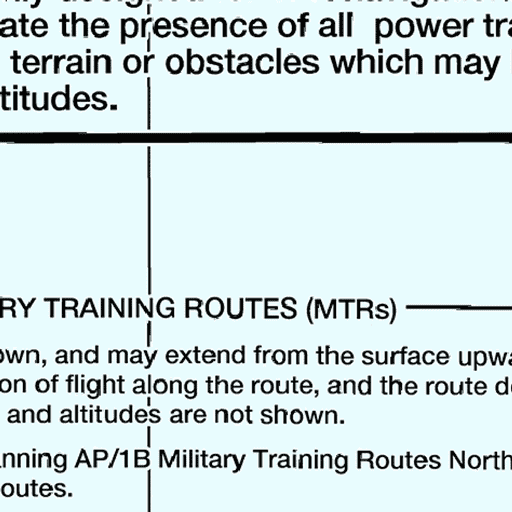 ate the presence of all power tra
terrain or obstacles which may
titudes.
RY TRAINING ROUTES (MTRs)
own, and may extend from the surface upwa
on of flight along the route, and the route d
and altitudes are not shown.
anning AP/1B Military Training Routes North
outes.